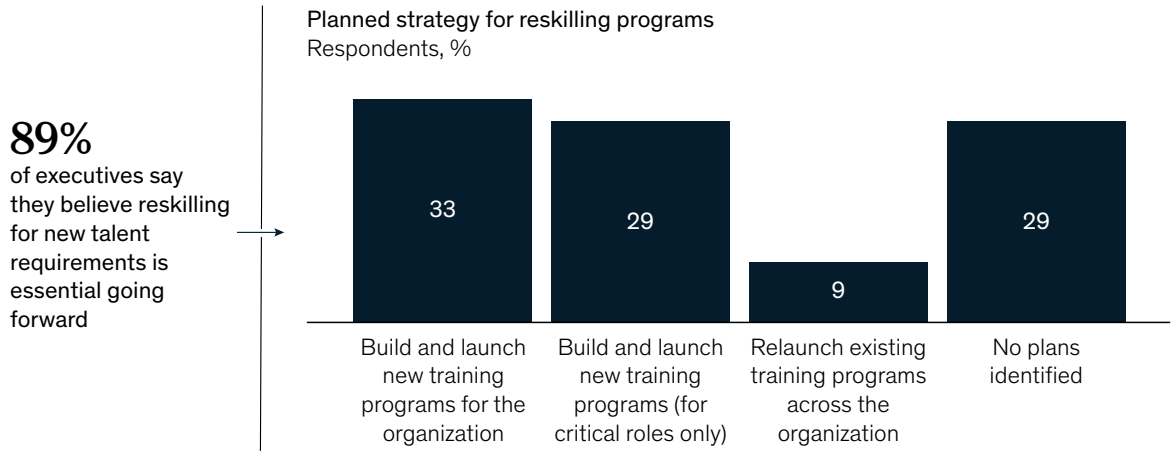 89%
of executives say
they believe reskilling
for new talent
requirements is
essential going
forward
Planned strategy for reskilling programs
Respondents, %
33
29
9
29
Build and launch
new training
programs for the
organization
Build and launch
new training
programs (for
critical roles only)
Relaunch existing
training programs
across the
organization
No plans
identified